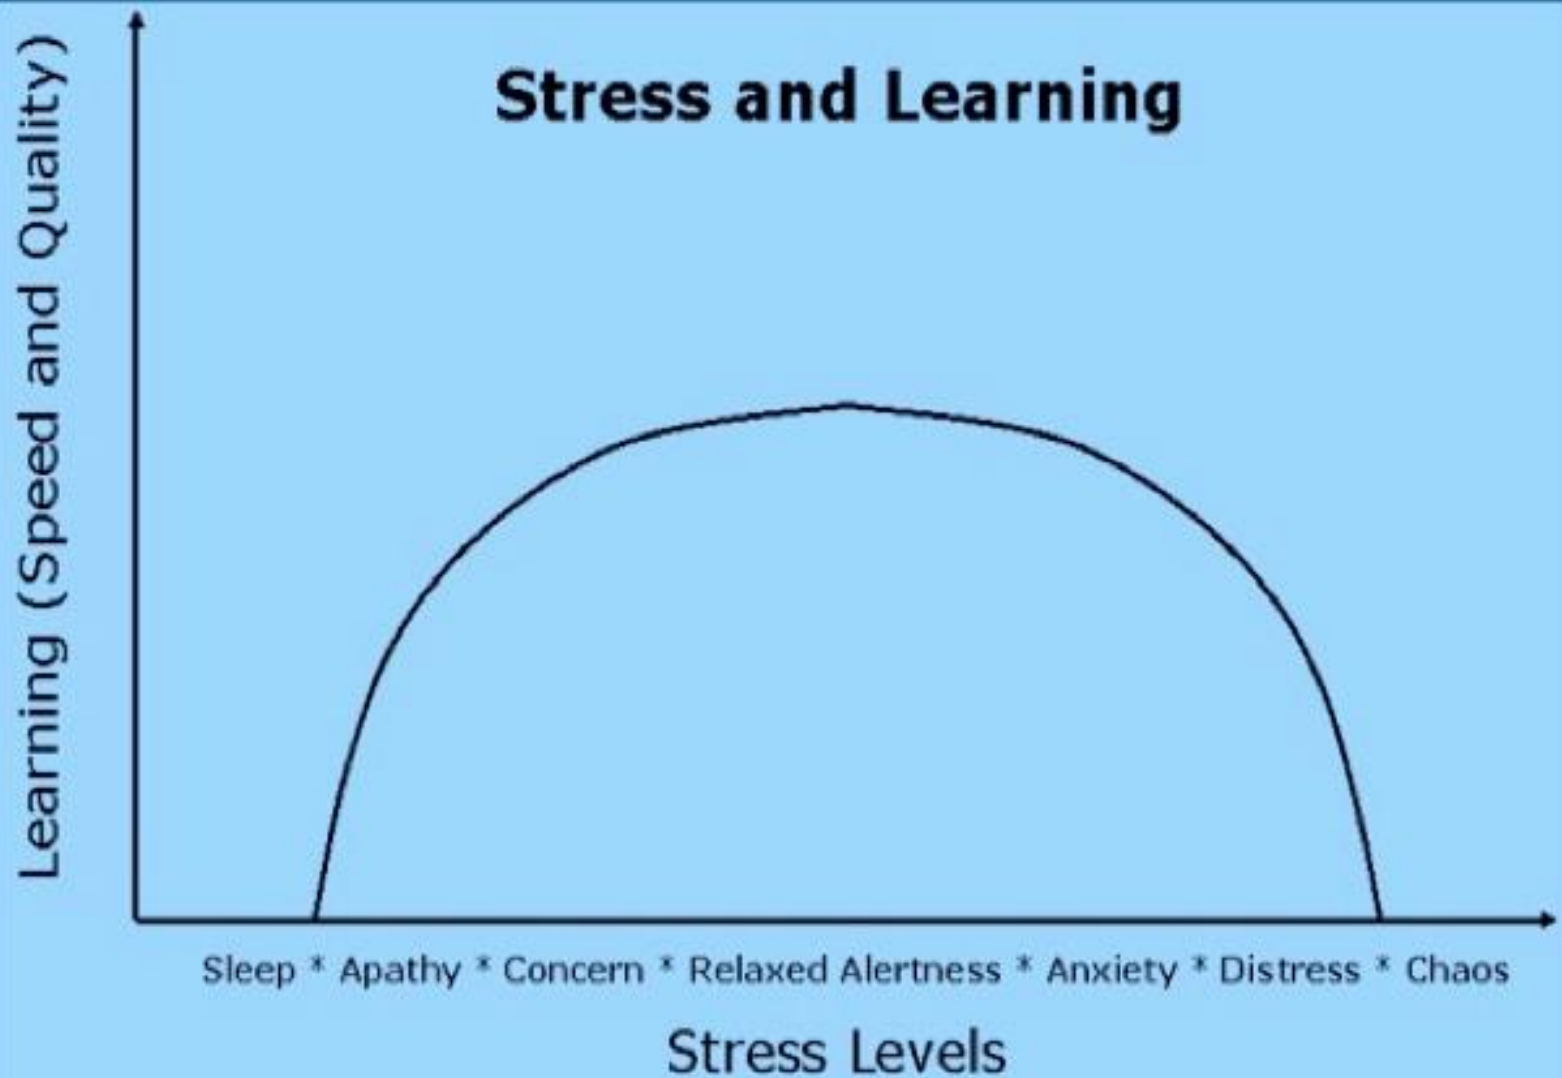 Stress and Learning
Learning (Speed and Quality)
Sleep * Apathy * Concern * Relaxed Alertness * Anxiety * Distress * Chaos
Stress Levels